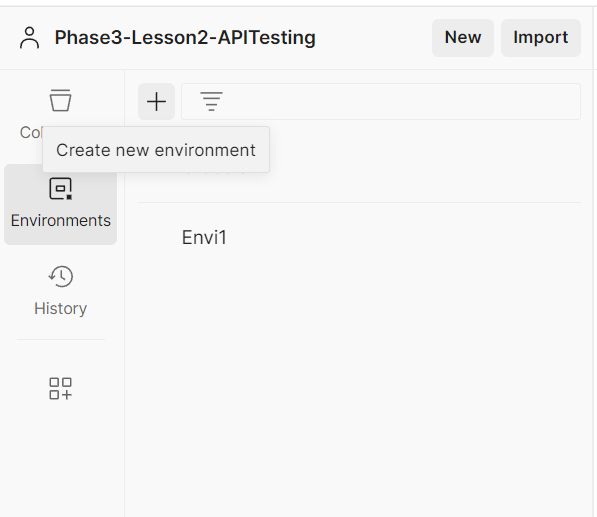 Phase3-Lesson2-APITesting
New
Import
Create new environment
Environments
Envi1
History